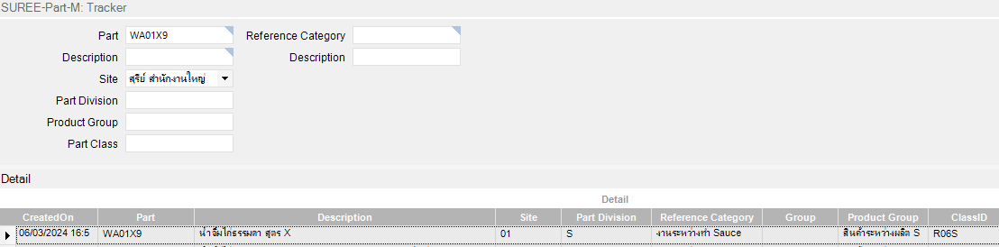 SUREE-Part-M: Tracker
Part WA01X9 Reference Category
Description Description
Site สุรีย์ สำนักงานใหญ่
Part Division
Product Group
Part Class
Detail
Detail
CreatedOn Part Description Site Part Division Reference Category Group Product Group ClassID
06/03/2024 16:5 WA01X9 น้ำจิ้มไก่ธรรมดา สูตร X 01 S งานระหว่างทำ Sauce สินค้าระหว่างผลิต S R06S